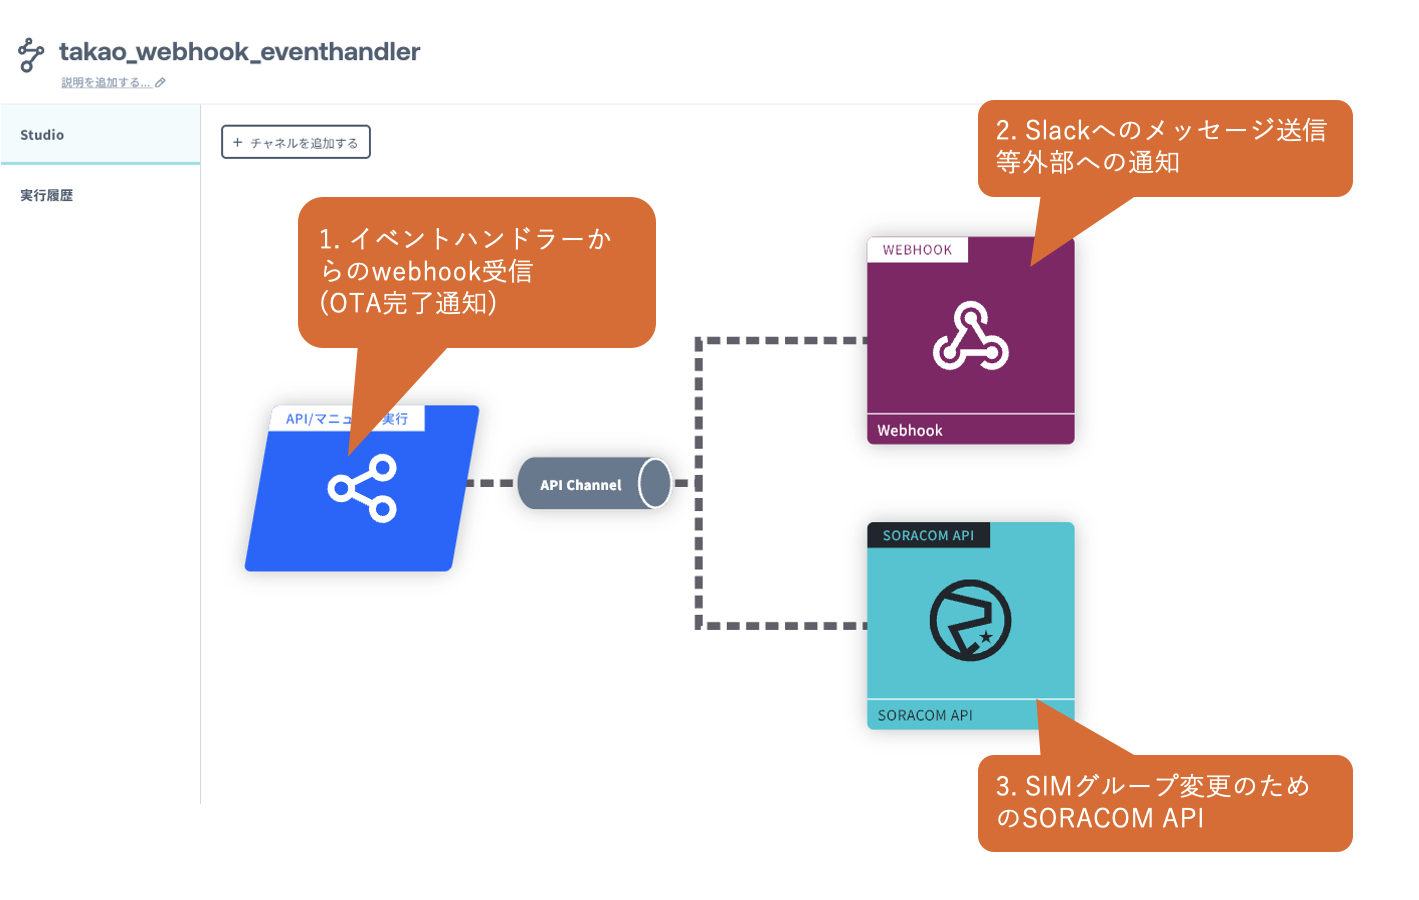 takao_webhook_eventhandler
説明を追加する...
Studio
実行履歴
+ チャネルを追加する
1. イベントハンドラーか
らのwebhook受信
(OTA完了通知)
2. Slackへのメッセージ送信
等外部への通知
WEBHOOK
Webhook
API/マニュ
実行
API Channel
SORACOM API
SORACOM API
3. SIMグループ変更のため
のSORACOM API